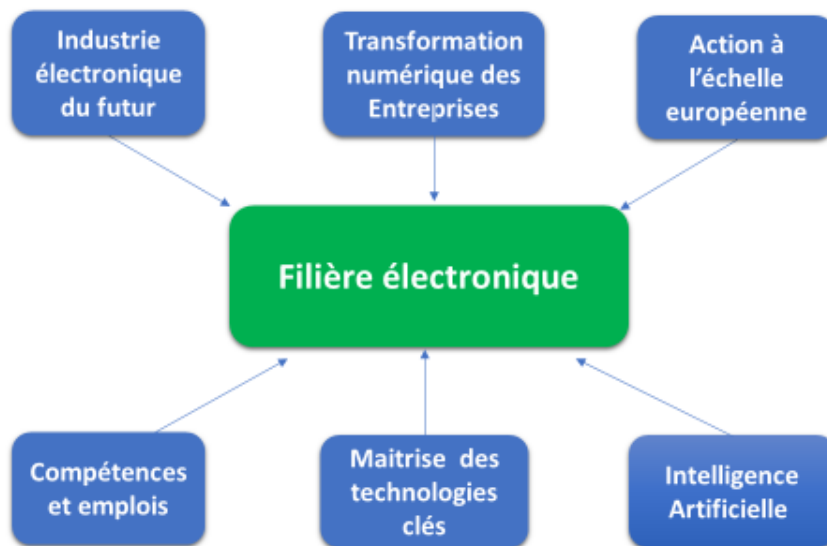 Industrie
électronique
du futur
Transformation
numérique des
Entreprises
Action à
l'échelle
européenne
Filière électronique
Compétences
et emplois
Maitrise des
technologies
clés
Intelligence
Artificielle